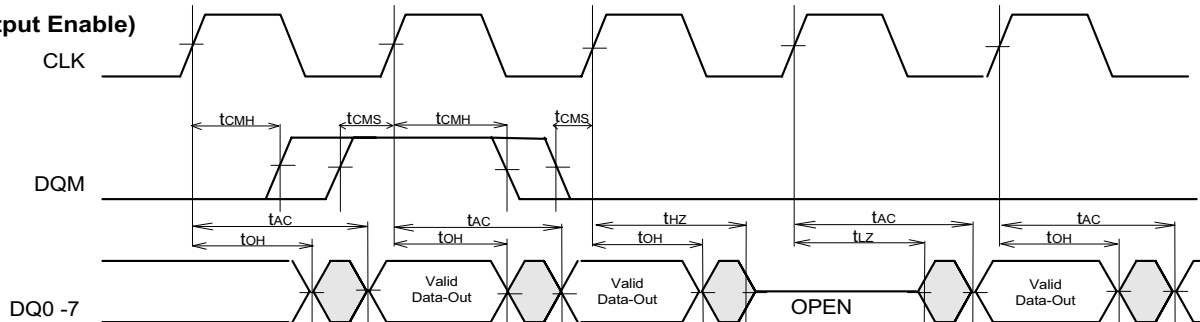 tput Enable)
CLK
tCMH tCMS tCMH tCMS
DQM
tAC tAC tHZ tAC tAC
tOH tOH tOH tLZ tOH
Valid Data-Out
Valid Data-Out
OPEN
Valid Data-Out
DQ0 -7